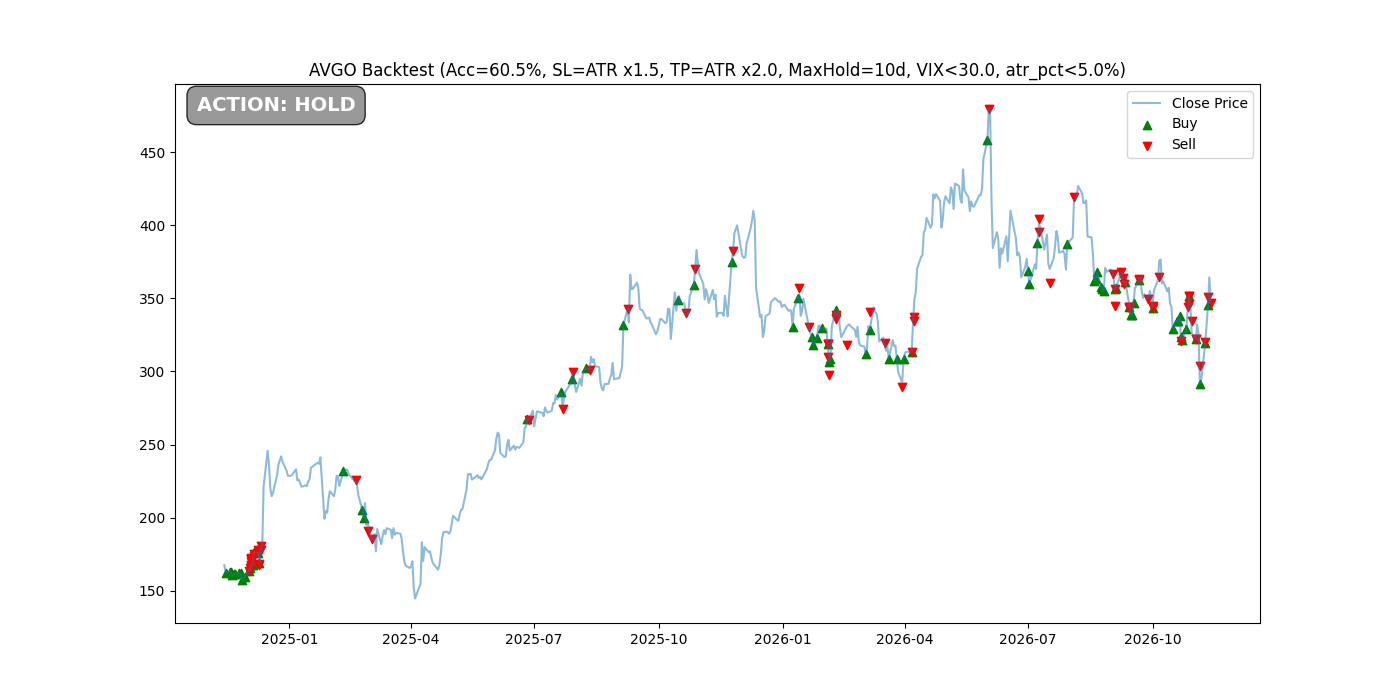 AVGO Backtest (Acc=60.5%, SL=ATR x1.5, TP=ATR x2.0, MaxHold=10d, VIX<30.0, atr_pct<5.0%)
ACTION: HOLD
Close Price
Buy
Sell
450
400
350
300
250
200
150
2025-01 2025-04 2025-07 2025-10 2026-01 2026-04 2026-07 2026-10